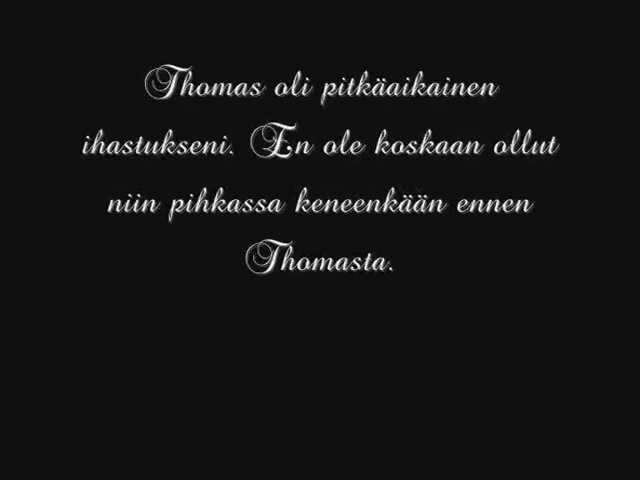 Thomas oli pitkäaikainen
ihastukseni. En ole koskaan ollut
niin pihkassa keneenkään ennen
Thomasta.